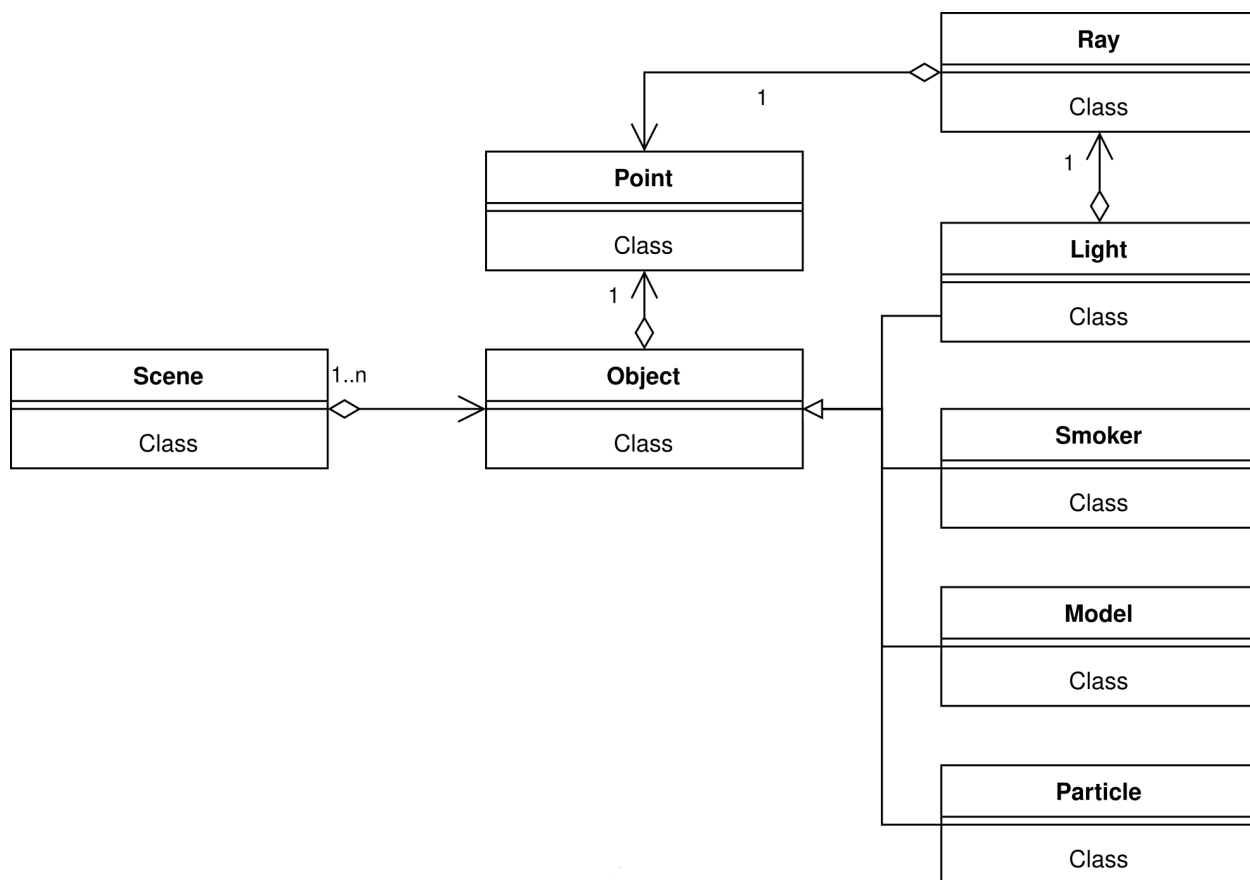 Ray
Class
1
Point
Class
1
Light
Class
1
Scene
Class
1..n
Object
Class
Smoker
Class
Model
Class
Particle
Class